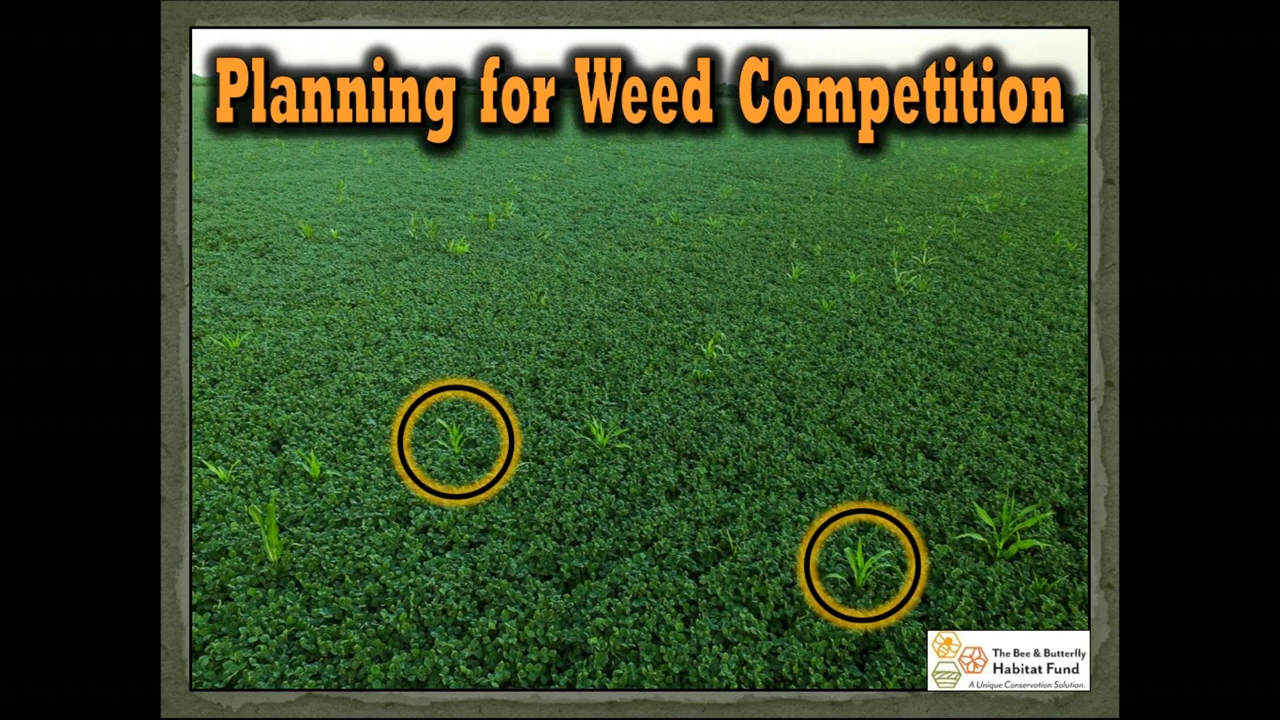 Planning for Weed Competition
The Bee & Butterfly
Habitat Fund
A Unique Conservation Solution.